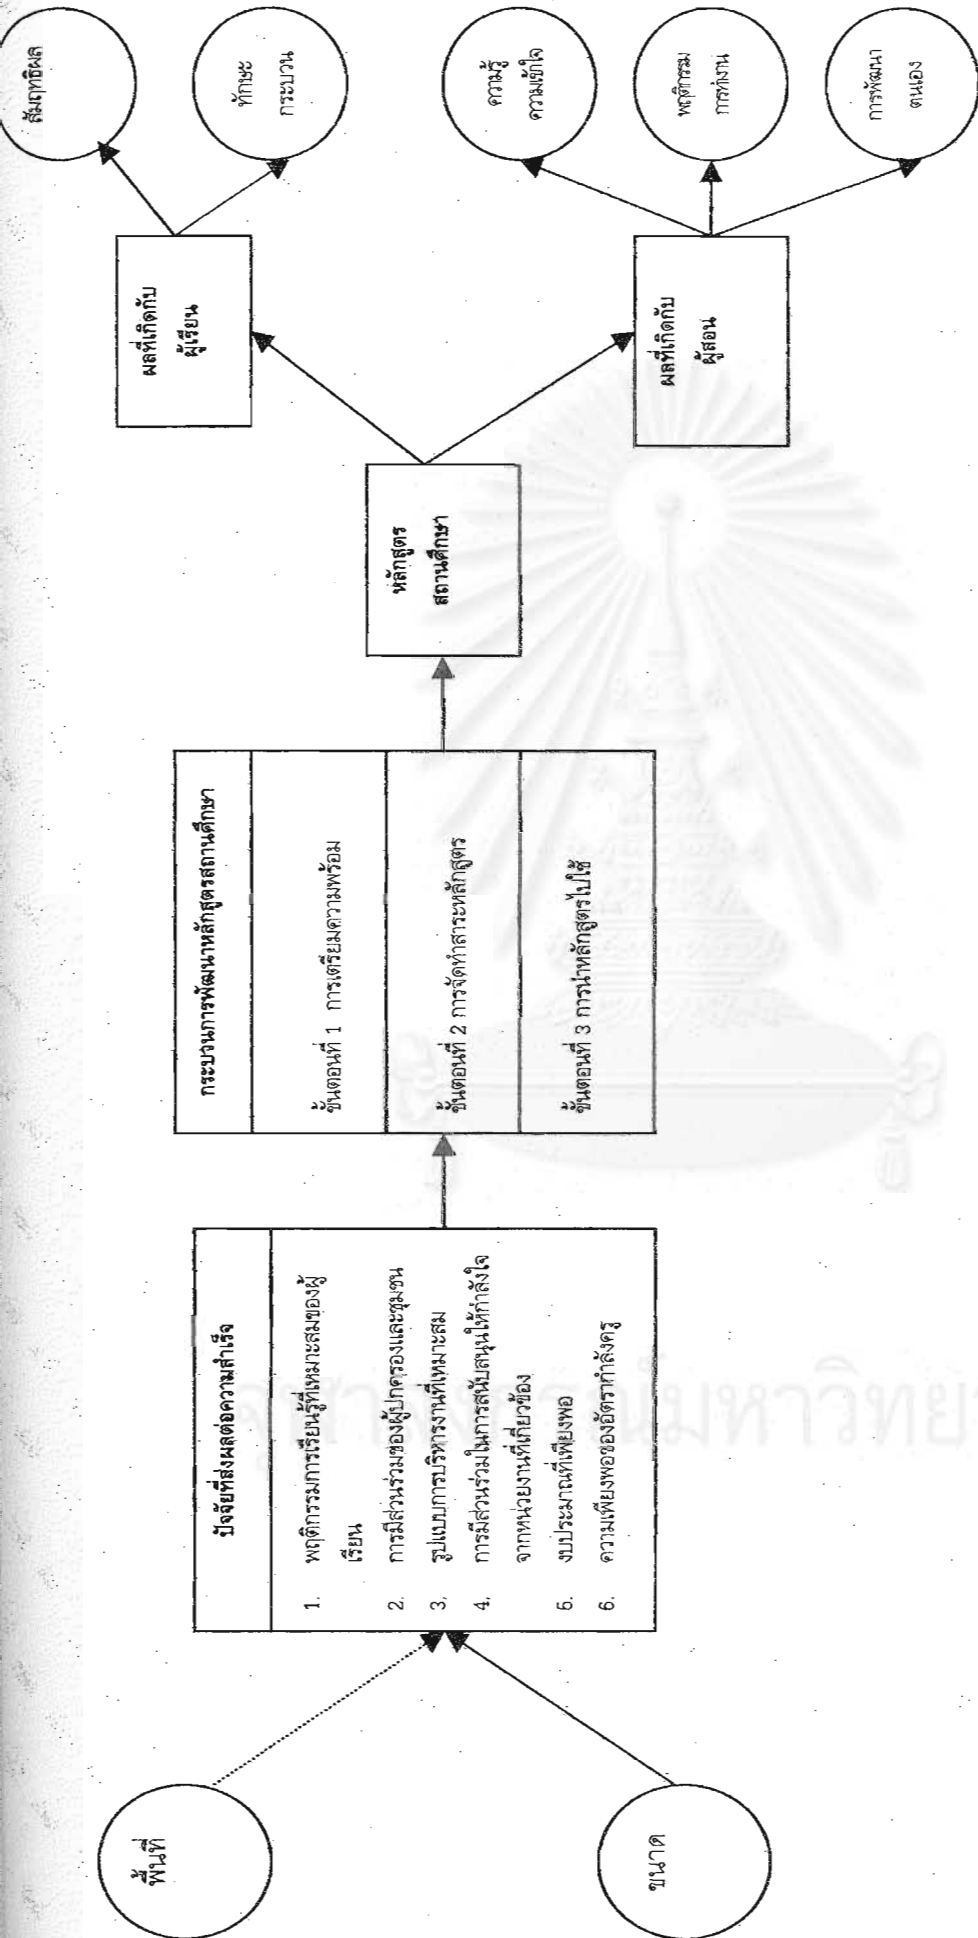 พื้นที่
ขนาด
ปัจจัยที่ส่งผลต่อความสำเร็จ
1. พฤติกรรมการเรียนรู้ที่เหมาะสมของผู้
เรียน
2. การมีส่วนร่วมของผู้ปกครองและชุมชน
3. รูปแบบการบริหารงานที่เหมาะสม
4. การมีส่วนร่วมในการสนับสนุนให้กำลังใจ
จากหน่วยงานที่เกี่ยวข้อง
5. งบประมาณที่เพียงพอ
6. ความเพียงพอของอัตรากำลังครู
กระบวนการพัฒนาหลักสูตรสถานศึกษา
ขั้นตอนที่ 1 การเตรียมความพร้อม
ขั้นตอนที่ 2 การจัดทำสาระหลักสูตร
ขั้นตอนที่ 3 การนำหลักสูตรไปใช้
หลักสูตร
สถานศึกษา
ผลที่เกิดกับ
ผู้เรียน
ผลที่เกิดกับ
ผู้สอน
สัมฤทธิผล
ทักษะ
กระบวน
ความรู้
ความเข้าใจ
พฤติกรรม
การทำงาน
การพัฒนา
ตนเอง
จุฬาลงกรณ์มหาวิทย